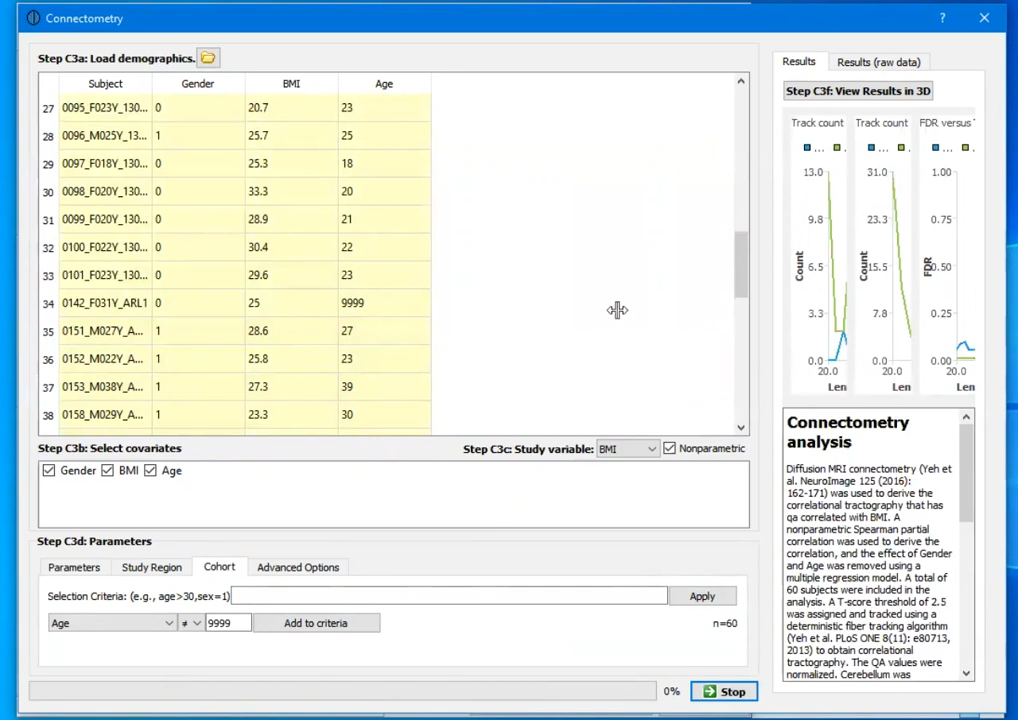 Connectometry
?
Step C3a: Load demographics.
Subject Gender BMI Age
27 0095_F023Y_130... 0 20.7 23
28 0096_M025Y_13... 1 25.7 25
29 0097_F018Y_130... 0 25.3 18
30 0098_F020Y_130... 0 33.3 20
31 0099_F020Y_130... 0 28.9 21
32 0100_F022Y_130... 0 30.4 22
33 0101_F023Y_130... 0 29.6 23
34 0142_F031Y_ARL1 0 25 9999
35 0151_M027Y_A... 1 28.6 27
36 0152_M022Y_A... 1 25.8 23
37 0153_M038Y_A... 1 27.3 39
38 0158_M029Y_A... 1 23.3 30
Step C3b: Select covariates
Step C3c: Study variable: BMI Nonparametric
Gender BMI Age
Step C3d: Parameters
Parameters Study Region Cohort Advanced Options
Selection Criteria: (e.g., age>30,sex=1) Apply
Age ≠ 9999 Add to criteria n=60
0% Stop
Results Results (raw data)
Step C3f: View Results in 3D
Track count Track count FDR versus
... . ... . ... .
13.0
9.8
6.5
3.3
0.0
20.0
Count
Len
31.0
23.3
15.5
7.8
0.0
20.0
Count
Len
1.00
0.75
0.50
0.25
0.00
20.0
FDR
Len
Connectometry
analysis
Diffusion MRI connectometry (Yeh et
al. NeuroImage 125 (2016):
162-171) was used to derive the
correlational tractography that has
qa correlated with BMI. A
nonparametric Spearman partial
correlation was used to derive the
correlation, and the effect of Gender
and Age was removed using a
multiple regression model. A total of
60 subjects were included in the
analysis. A T-score threshold of 2.5
was assigned and tracked using a
deterministic fiber tracking algorithm
(Yeh et al. PLoS ONE 8(11): e80713,
2013) to obtain correlational
tractography. The QA values were
normalized. Cerebellum was